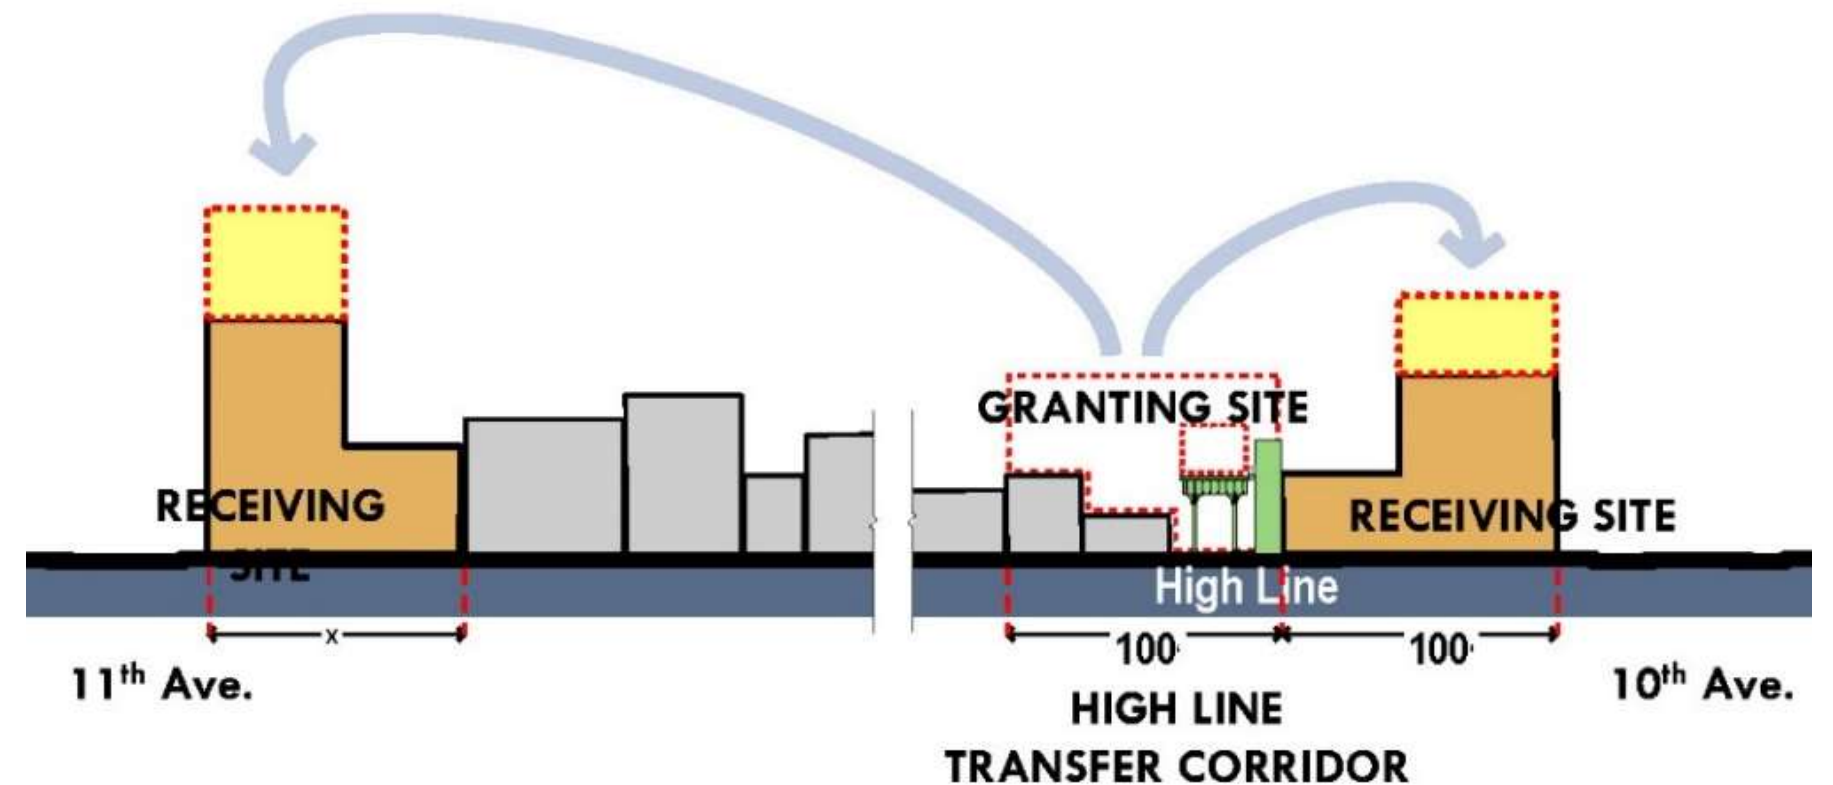 GRANTING SITE
RECEIVING
SITE
RECEIVING SITE
High Line
x
100'
100'
11th Ave.
10th Ave.
HIGH LINE
TRANSFER CORRIDOR